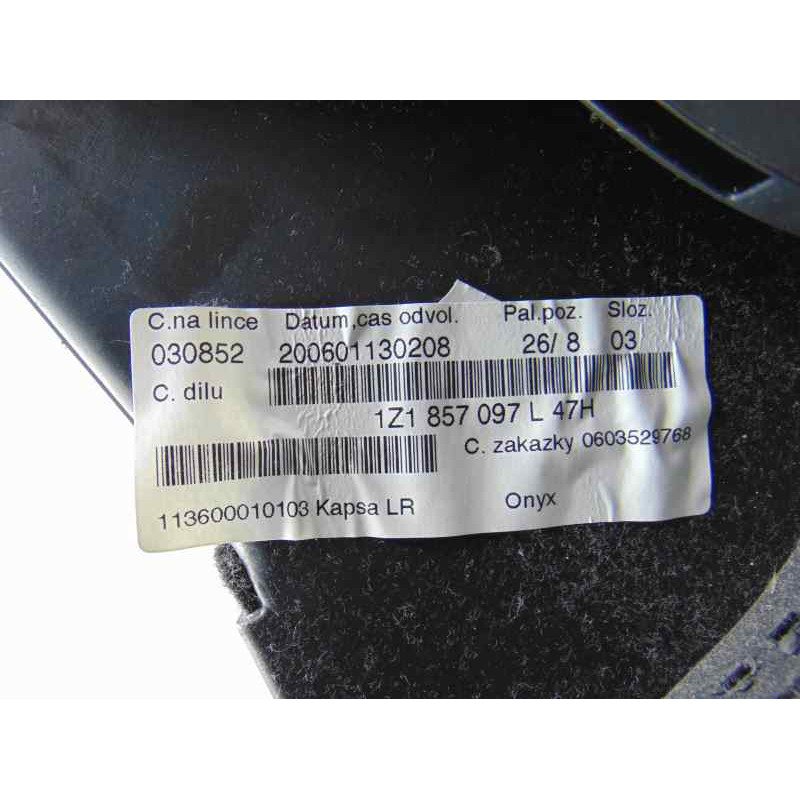 C.na lince Datum,cas odvol. Pal.poz. Sloz.
030852 200601130208 26/ 8 03
C. dilu
1Z1 857 097 L 47H
C. zakazky 0603529768
113600010103 Kapsa LR Onyx